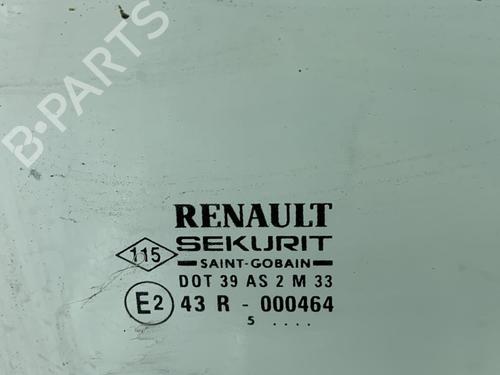 B-PARTS
RENAULT
SEKURIT
SAINT-GOBAIN
115
DOT 39 AS 2 M 33
E2 43 R - 000464
5 ....